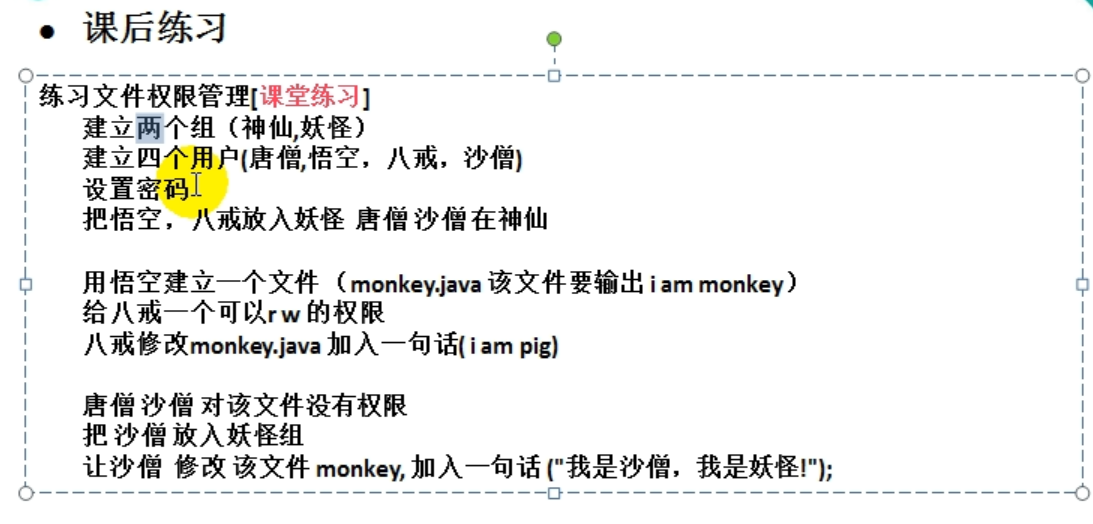 ● 课后练习
练习文件权限管理[课堂练习]
建立两个组（神仙,妖怪）
建立四个用户(唐僧,悟空，八戒，沙僧)
设置密码
把悟空，八戒放入妖怪 唐僧 沙僧 在神仙
用悟空建立一个文件 （monkey.java 该文件要输出 i am monkey）
给八戒一个可以r w 的权限
八戒修改monkey.java 加入一句话( i am pig)
唐僧 沙僧 对该文件没有权限
把 沙僧 放入妖怪组
让沙僧 修改 该文件 monkey, 加入一句话 ("我是沙僧，我是妖怪!");